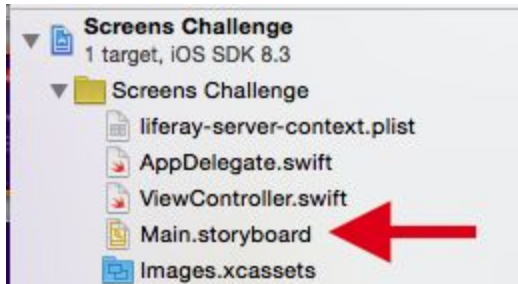 Screens Challenge
1 target, iOS SDK 8.3
Screens Challenge
liferay-server-context.plist
AppDelegate.swift
ViewController.swift
Main.storyboard
Images.xcassets